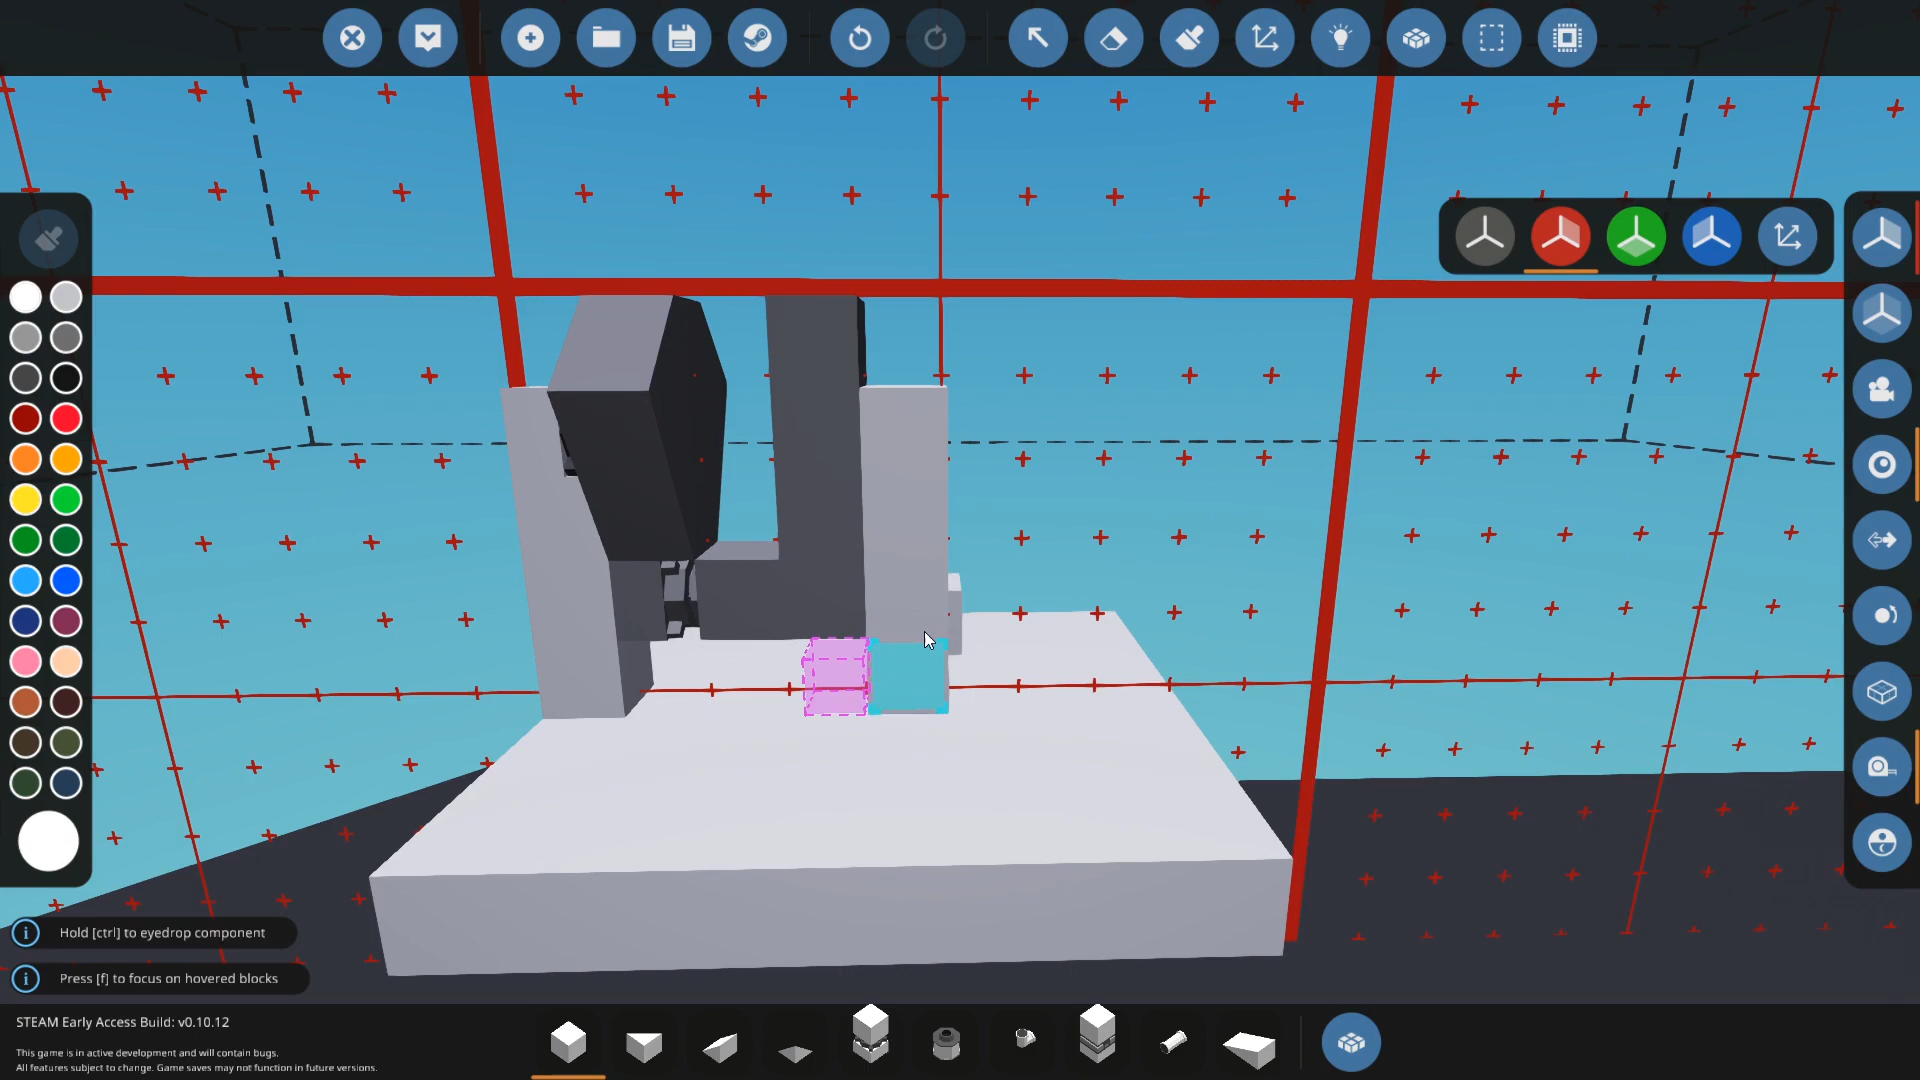 Hold [ctrl] to eyedrop component
Press [f] to focus on hovered blocks
STEAM Early Access Build: v0.10.12
This game is in active development and will contain bugs.
All features subject to change. Game saves may not function in future versions.